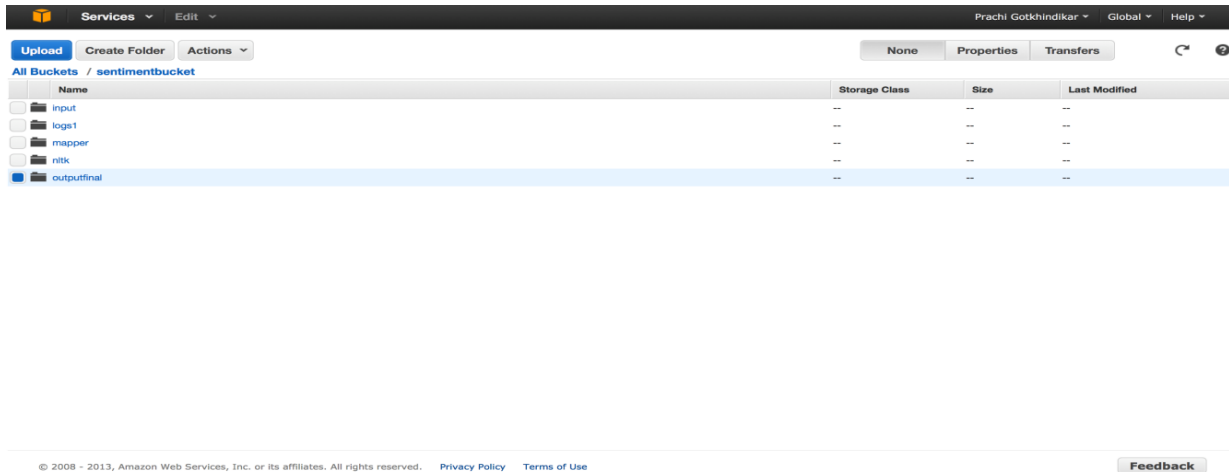 Services Edit Prachi Gotkhindikar Global Help
Upload Create Folder Actions None Properties Transfers
All Buckets / sentimentbucket
Name Storage Class Size Last Modified
input -- -- --
logs1 -- -- --
mapper -- -- --
nltk -- -- --
outputfinal -- -- --
© 2008 - 2013, Amazon Web Services, Inc. or its affiliates. All rights reserved. Privacy Policy Terms of Use Feedback